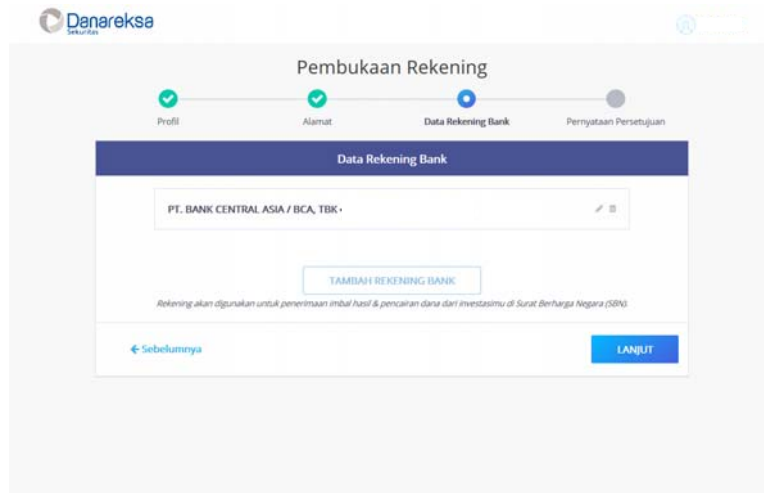 Danareksa
Sekuritas
Pembukaan Rekening
Profil
Alamat
Data Rekening Bank
Pernyataan Persetujuan
Data Rekening Bank
PT. BANK CENTRAL ASIA / BCA, TBK -
TAMBAH REKENING BANK
Rekening akan digunakan untuk penerimaan imbal hasil & pencairan dana dari investasimu di Surat Berharga Negara (SBN).
← Sebelumnya
LANJUT